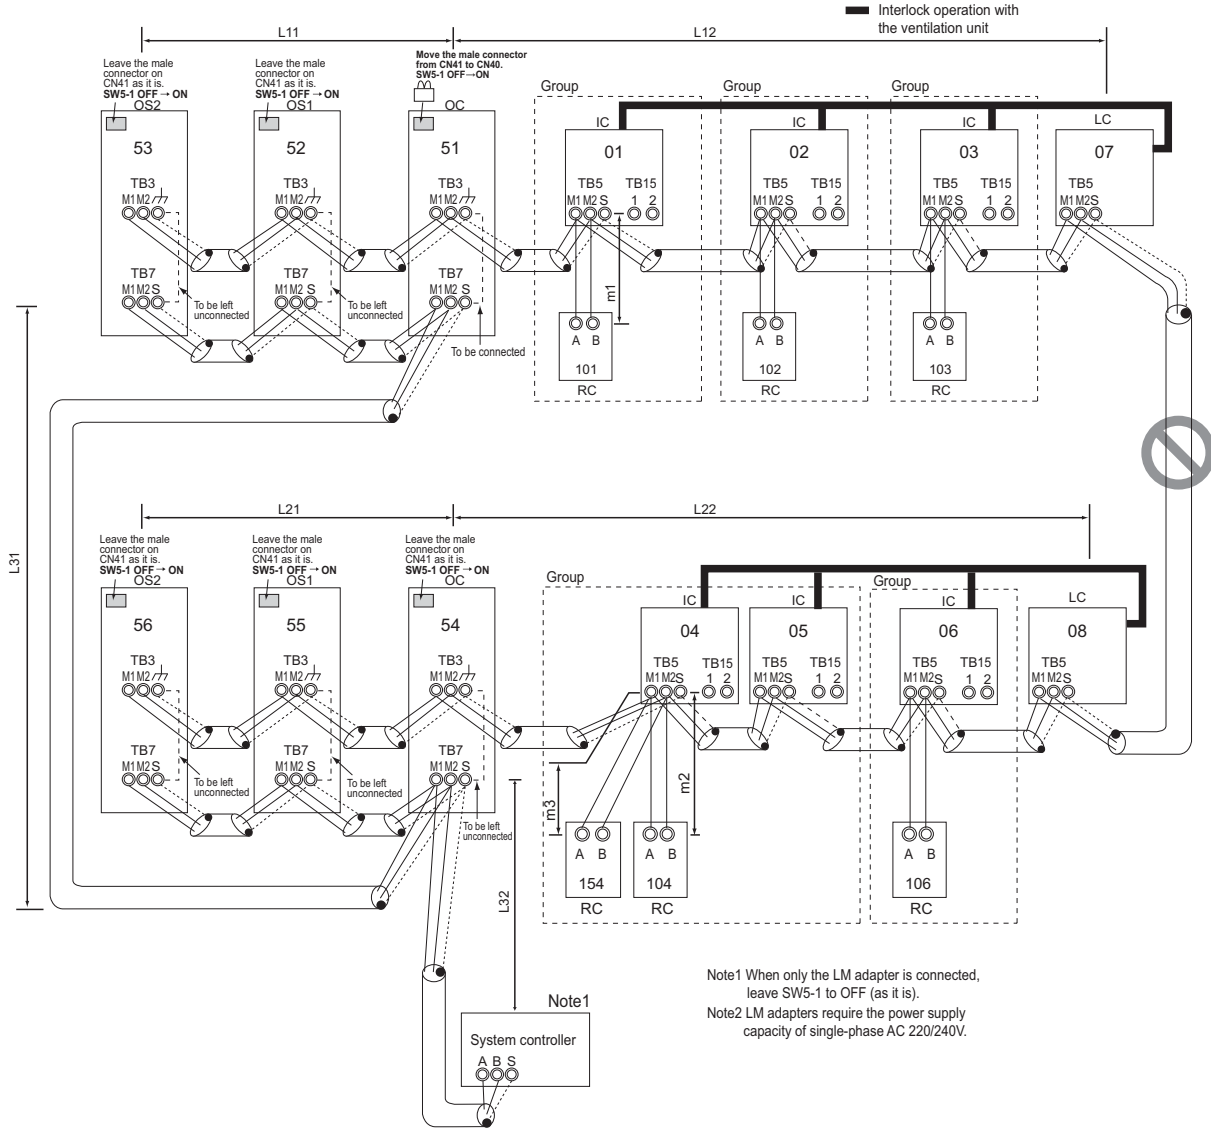 Interlock operation with
the ventilation unit
L11
L12
Leave the male
connector on
CN41 as it is.
SW5-1 OFF → ON
OS2
Leave the male
connector on
CN41 as it is.
SW5-1 OFF → ON
OS1
Move the male connector
from CN41 to CN40.
SW5-1 OFF→ON
OC
Group
Group
Group
IC
IC
IC
LC
53
52
51
01
02
03
07
TB3
TB3
TB3
TB5 TB15
TB5 TB15
TB5 TB15
TB5
M1 M2
M1 M2
M1 M2
M1 M2 S 1 2
M1 M2 S 1 2
M1 M2 S 1 2
M1 M2 S
TB7
TB7
TB7
M1 M2 S
M1 M2 S
M1 M2 S
To be left
unconnected
To be left
unconnected
To be connected
m1
A B
A B
A B
101
102
103
RC
RC
RC
L31
L21
L22
Leave the male
connector on
CN41 as it is.
SW5-1 OFF → ON
OS2
Leave the male
connector on
CN41 as it is.
SW5-1 OFF → ON
OS1
Leave the male
connector on
CN41 as it is.
SW5-1 OFF → ON
OC
Group
Group
IC
IC
IC
LC
56
55
54
04
05
06
08
TB3
TB3
TB3
TB5 TB15
TB5 TB15
TB5 TB15
TB5
M1 M2
M1 M2
M1 M2
M1 M2 S 1 2
M1 M2 S 1 2
M1 M2 S 1 2
M1 M2 S
TB7
TB7
TB7
M1 M2 S
M1 M2 S
M1 M2 S
To be left
unconnected
To be left
unconnected
To be left
unconnected
m3
m2
A B
A B
A B
154
104
106
RC
RC
RC
L32
Note1 When only the LM adapter is connected,
leave SW5-1 to OFF (as it is).
Note2 LM adapters require the power supply
capacity of single-phase AC 220/240V.
Note1
System controller
A B S